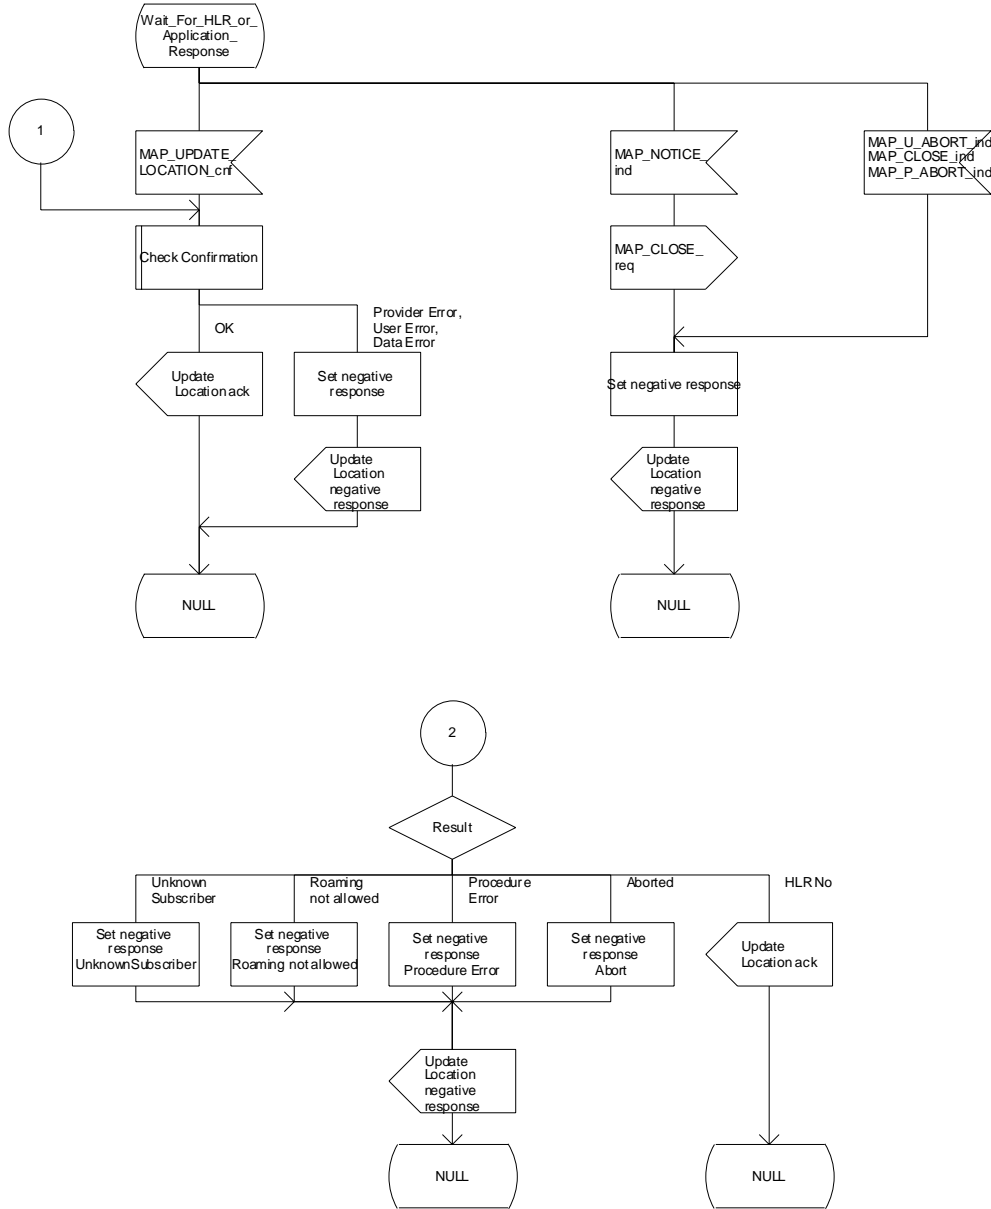 Wait_For_HLR_or_
Application_
Response
1
MAP_UPDATE_
LOCATION_cnf
MAP_NOTICE_
ind
MAP_U_ABORT_ind
MAP_CLOSE_ind
MAP_P_ABORT_ind
Check Confirmation
MAP_CLOSE_
req
OK
Provider Error,
User Error,
Data Error
Update
Location ack
Set negative
response
Set negative response
Update
Location
negative
response
Update
Location
negative
response
NULL
NULL
2
Result
Unknown
Subscriber
Roaming
not allowed
Procedure
Error
Aborted
HLR No
Set negative
response
Unknown Subscriber
Set negative
response
Roaming not allowed
Set negative
response
Procedure Error
Set negative
response
Abort
Update
Location ack
Update
Location
negative
response
NULL
NULL